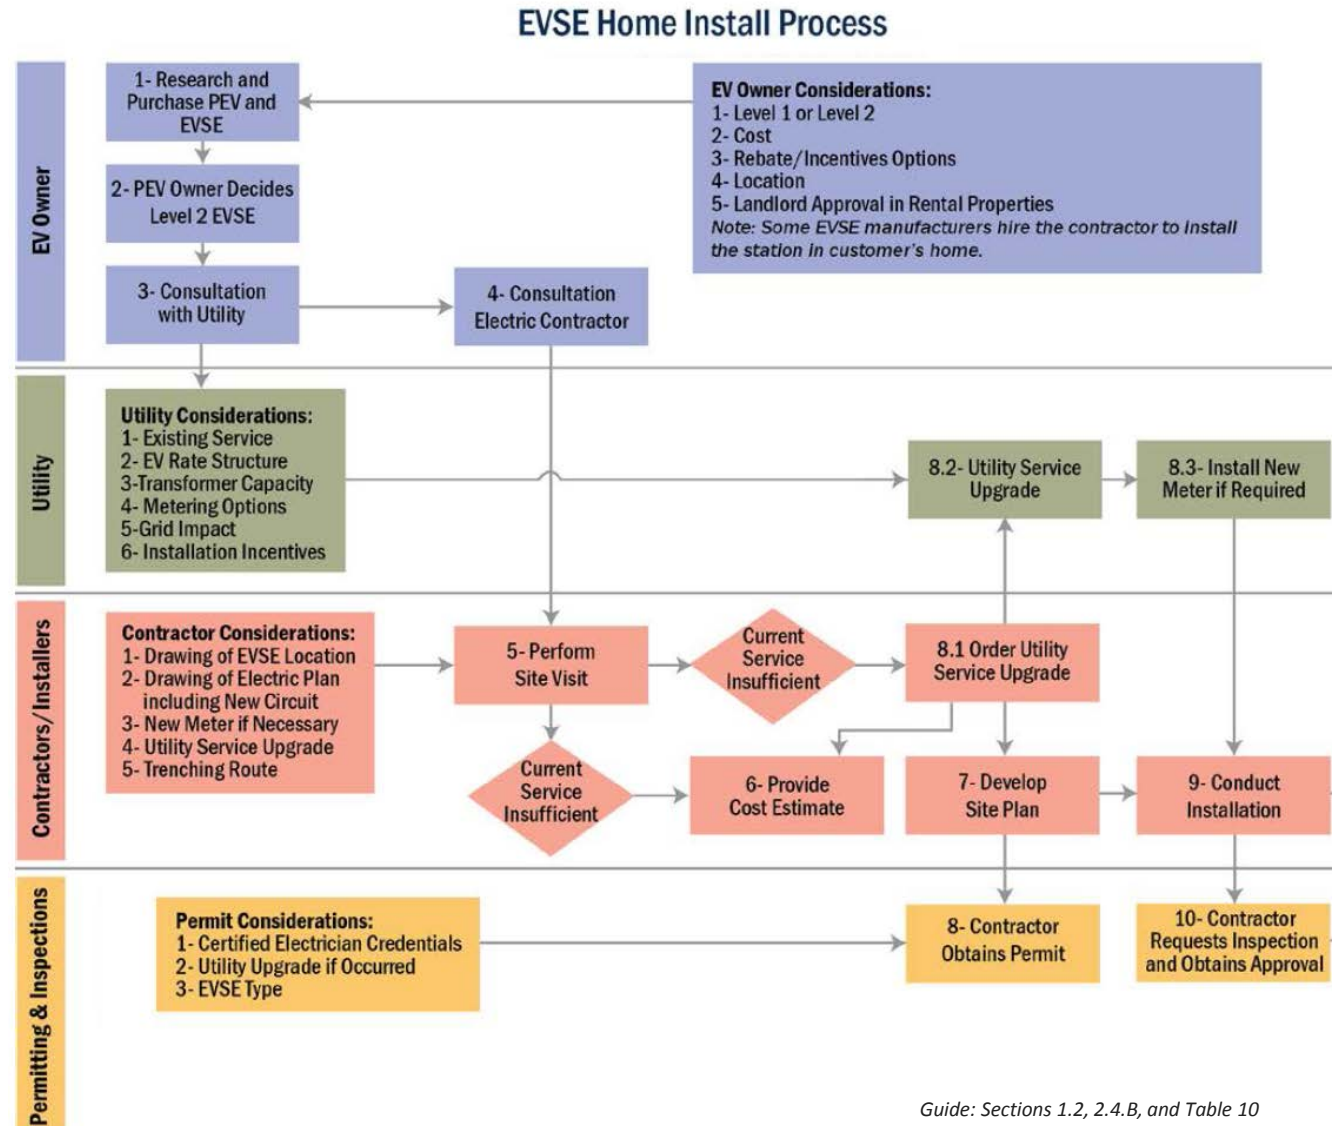 EVSE Home Install Process
EV Owner
1- Research and
Purchase PEV and
EVSE
EV Owner Considerations:
1- Level 1 or Level 2
2- Cost
3- Rebate/Incentives Options
4- Location
5- Landlord Approval in Rental Properties
Note: Some EVSE manufacturers hire the contractor to install
the station in customer's home.
2- PEV Owner Decides
Level 2 EVSE
3- Consultation
with Utility
4- Consultation
Electric Contractor
Utility
Utility Considerations:
1- Existing Service
2- EV Rate Structure
3-Transformer Capacity
4- Metering Options
5-Grid Impact
6- Installation Incentives
8.2- Utility Service
Upgrade
8.3- Install New
Meter if Required
Contractors/Installers
Contractor Considerations:
1- Drawing of EVSE Location
2- Drawing of Electric Plan
including New Circuit
3- New Meter if Necessary
4- Utility Service Upgrade
5- Trenching Route
5- Perform
Site Visit
Current
Service
Insufficient
8.1 Order Utility
Service Upgrade
Current
Service
Insufficient
6- Provide
Cost Estimate
7- Develop
Site Plan
9- Conduct
Installation
Permitting & Inspections
Permit Considerations:
1- Certified Electrician Credentials
2- Utility Upgrade if Occurred
3- EVSE Type
8- Contractor
Obtains Permit
10- Contractor
Requests Inspection
and Obtains Approval
Guide: Sections 1.2, 2.4.B, and Table 10